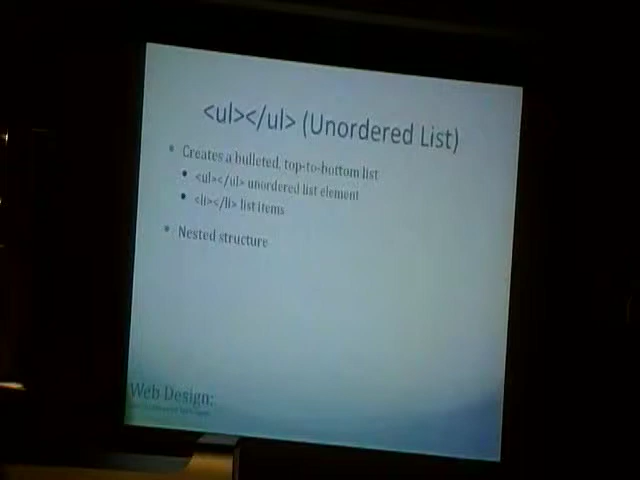 <ul></ul> (Unordered List)
• Creates a bulleted, top-to-bottom list
• <ul></ul> unordered list element
• <li></li> list items
• Nested structure
Web Design: